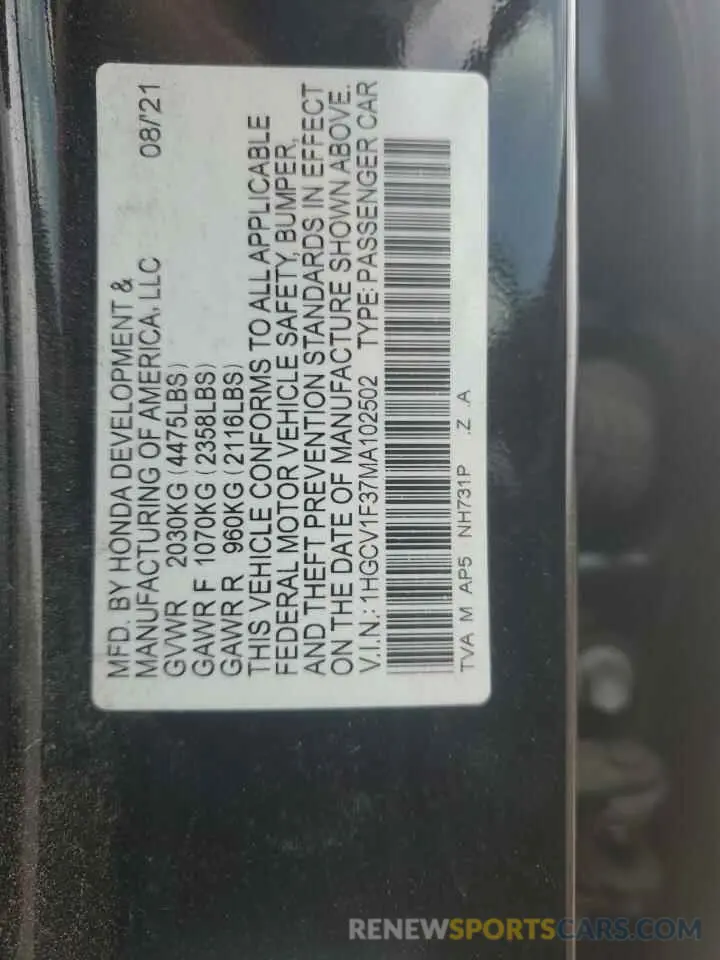 MFD. BY HONDA DEVELOPMENT &
MANUFACTURING OF AMERICA, LLC 08/'21
GVWR 2030KG (4475LBS)
GAWR F 1070KG (2358LBS)
GAWR R 960KG (2116LBS)
THIS VEHICLE CONFORMS TO ALL APPLICABLE
FEDERAL MOTOR VEHICLE SAFETY, BUMPER,
AND THEFT PREVENTION STANDARDS IN EFFECT
ON THE DATE OF MANUFACTURE SHOWN ABOVE.
V.I.N.: 1HGCV1F37MA102502 TYPE: PASSENGER CAR
TVA M AP5 NH731P .Z .A
RENEWSPORTSCARS.COM